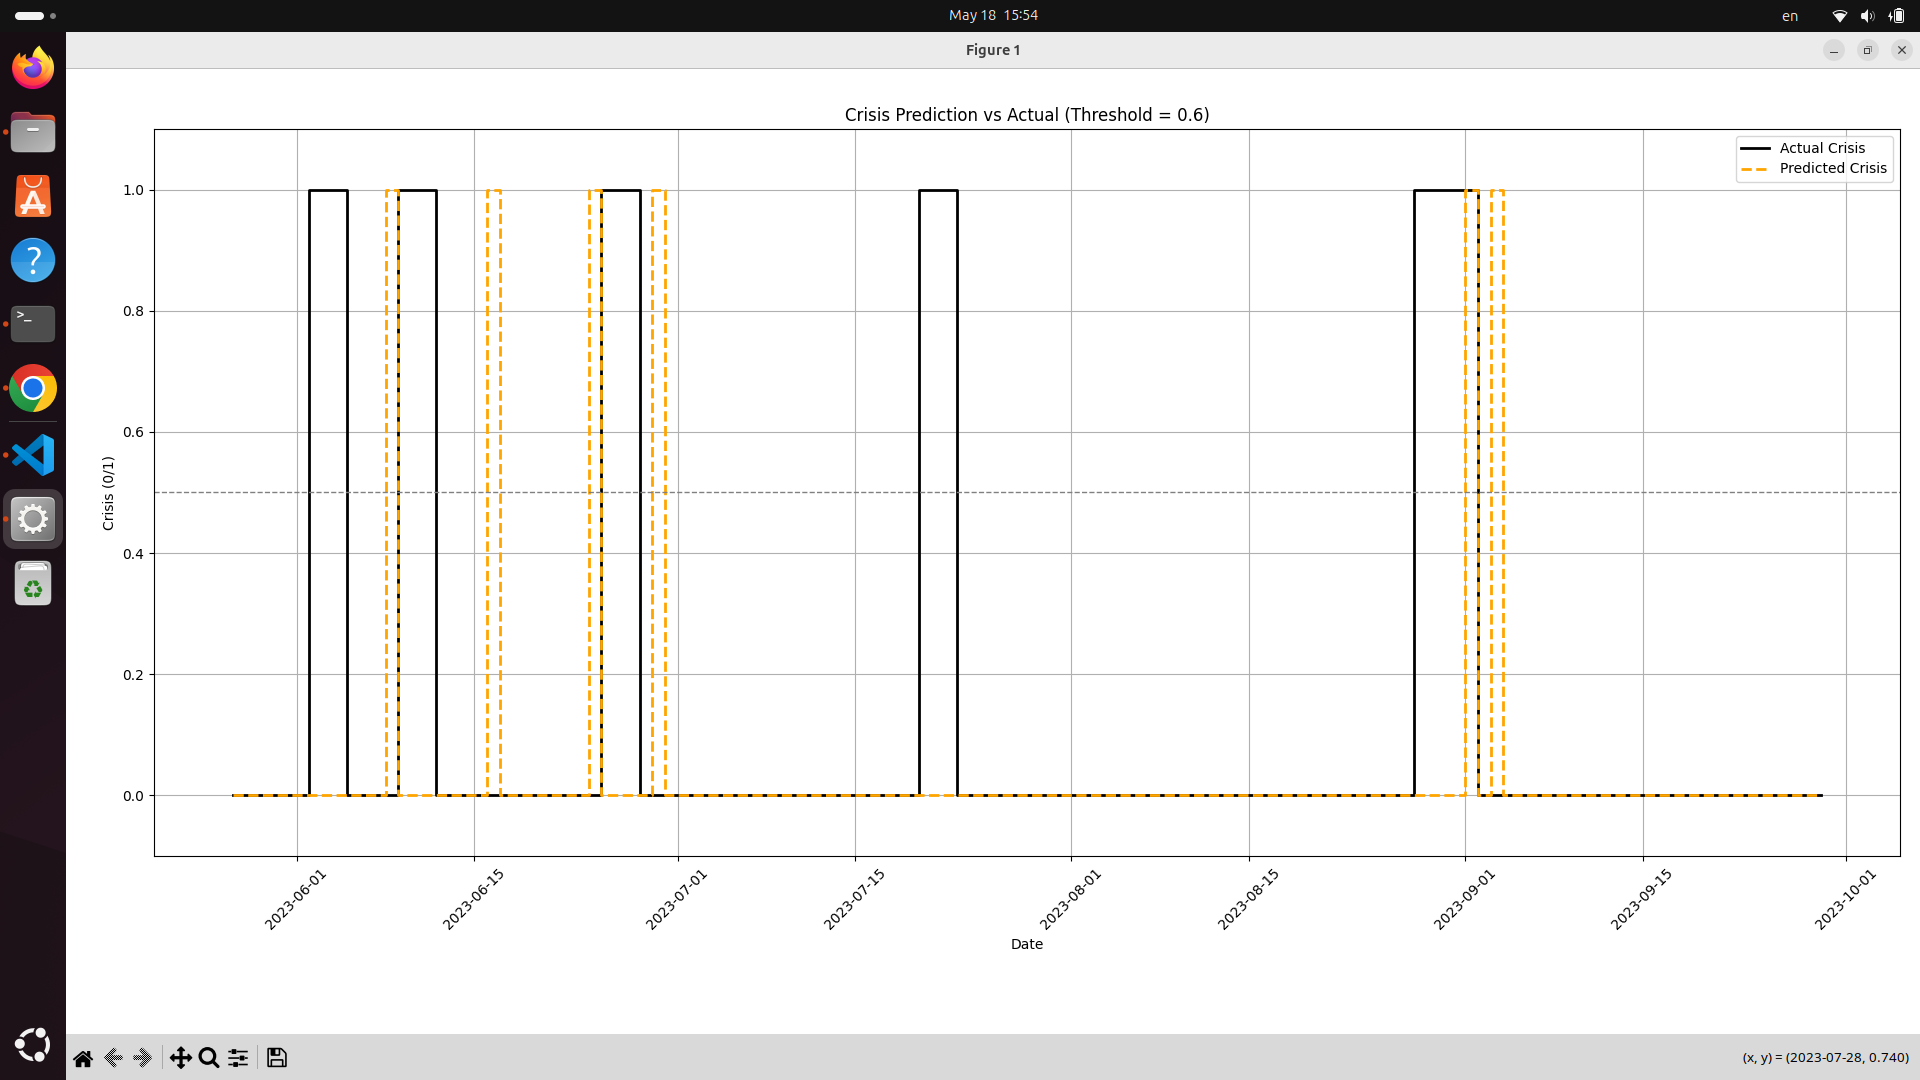 May 18 15:54
en
Figure 1
Crisis Prediction vs Actual (Threshold = 0.6)
Actual Crisis
Predicted Crisis
1.0
0.8
0.6
0.4
0.2
0.0
Crisis (0/1)
2023-06-01
2023-06-15
2023-07-01
2023-07-15
2023-08-01
2023-08-15
2023-09-01
2023-09-15
2023-10-01
Date
(x, y) = (2023-07-28, 0.740)